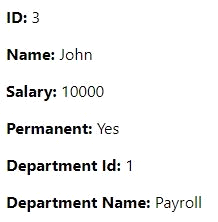 ID: 3
Name: John
Salary: 10000
Permanent: Yes
Department Id: 1
Department Name: Payroll